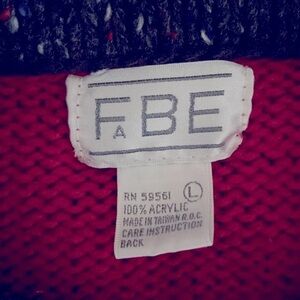 FABE
RN 59561 L
100% ACRYLIC
MADE IN TAIWAN R.O.C.
CARE INSTRUCTION
BACK